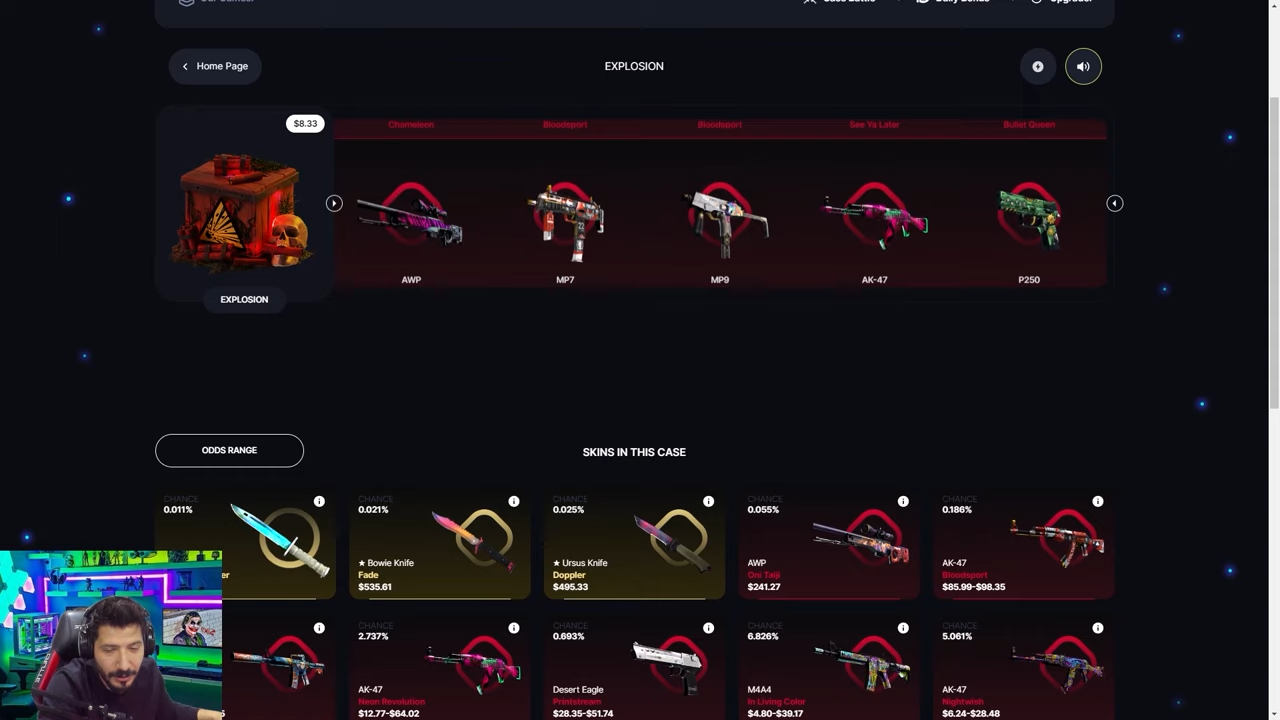 Case Battle
Daily Bonus
Upgrader
Home Page
EXPLOSION
$8.33
Chameleon
Bloodsport
Bloodsport
See Ya Later
Bullet Queen
AWP
MP7
MP9
AK-47
P250
EXPLOSION
ODDS RANGE
SKINS IN THIS CASE
CHANCE
0.011%
CHANCE
0.021%
★ Bowie Knife
Fade
$535.61
CHANCE
0.025%
★ Ursus Knife
Doppler
$495.33
CHANCE
0.055%
AWP
Oni Taiji
$241.27
CHANCE
0.186%
AK-47
Bloodsport
$85.99-$98.35
CHANCE
2.737%
AK-47
Neon Revolution
$12.77-$64.02
CHANCE
0.693%
Desert Eagle
Printstream
$28.35-$51.74
CHANCE
6.826%
M4A4
In Living Color
$4.80-$39.17
CHANCE
5.061%
AK-47
Nightwish
$6.24-$28.48